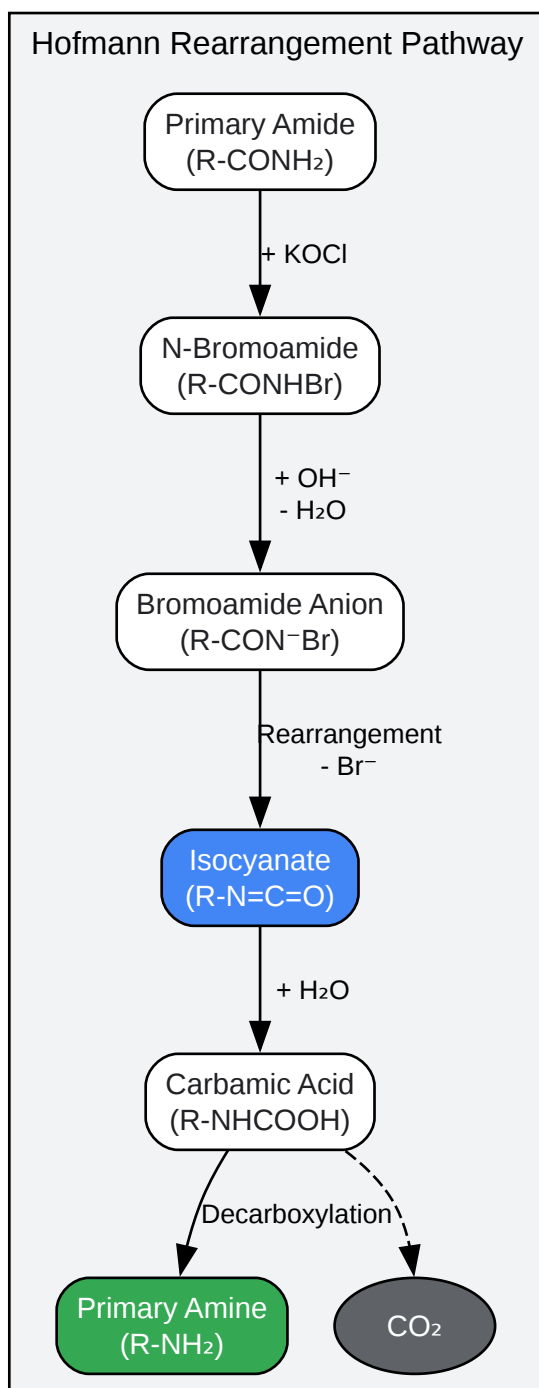 Hofmann Rearrangement Pathway
Primary Amide
(R-CONH₂)
+ KOCl
N-Bromoamide
(R-CONHBr)
+ OH⁻
- H₂O
Bromoamide Anion
(R-CON⁻Br)
Rearrangement
- Br⁻
Isocyanate
(R-N=C=O)
+ H₂O
Carbamic Acid
(R-NHCOOH)
Decarboxylation
Primary Amine
(R-NH₂)
CO₂